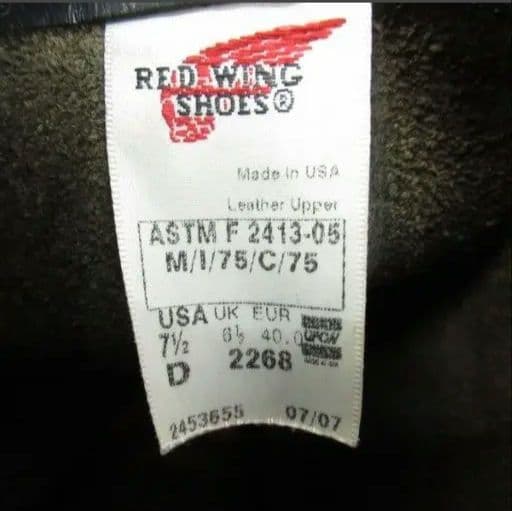 RED WING
SHOES®
Made In USA
Leather Upper
ASTM F 2413-05
M/I/75/C/75
USA UK EUR
7½ 6½ 40.0
D 2268
UFCW
2453655 07/07